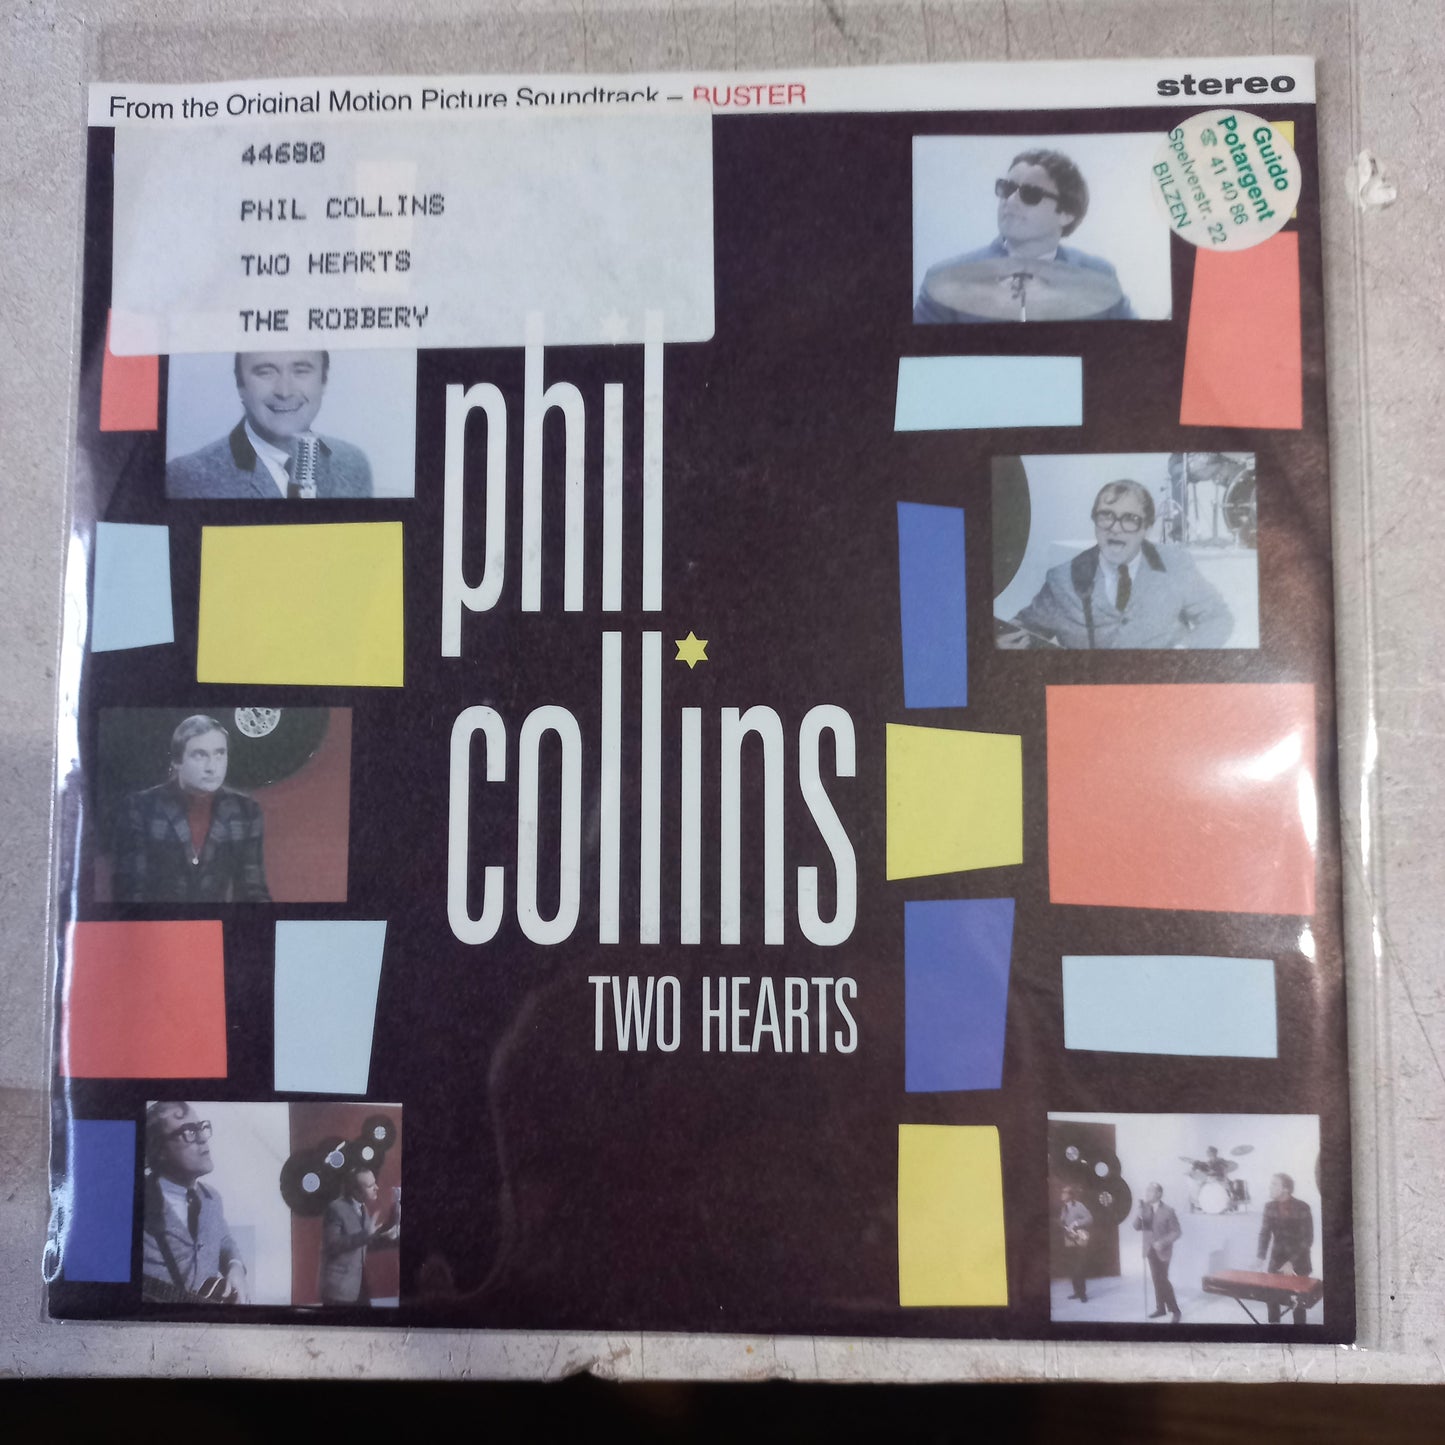 From the Original Motion Picture Soundtrack – BUSTER
stereo
44680
PHIL COLLINS
TWO HEARTS
THE ROBBERY
Guido
Potargent
☎ 41 40 86
Spelverstr. 22
BILZEN
phil
collins
TWO HEARTS